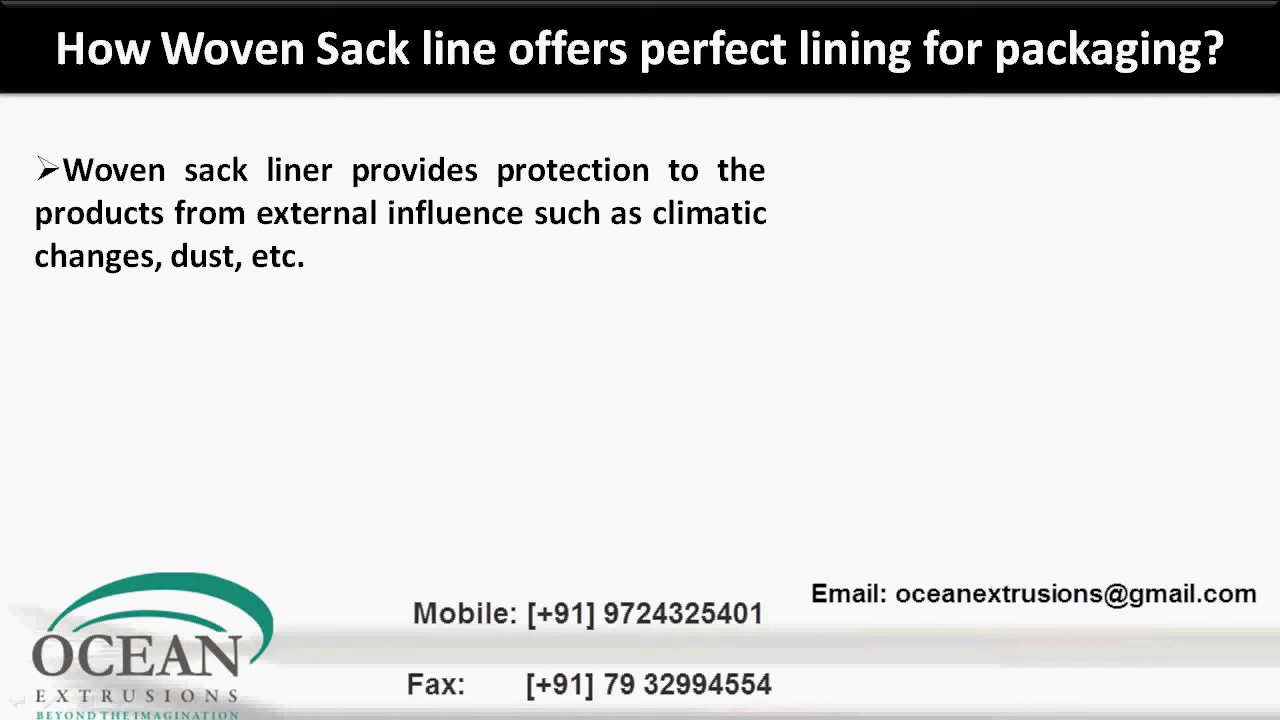 How Woven Sack line offers perfect lining for packaging?
➢Woven sack liner provides protection to the
products from external influence such as climatic
changes, dust, etc.
Email: oceanextrusions@gmail.com
Mobile: [+91] 9724325401
Fax: [+91] 79 32994554
OCEAN
EXTRUSIONS
BEYOND THE IMAGINATION